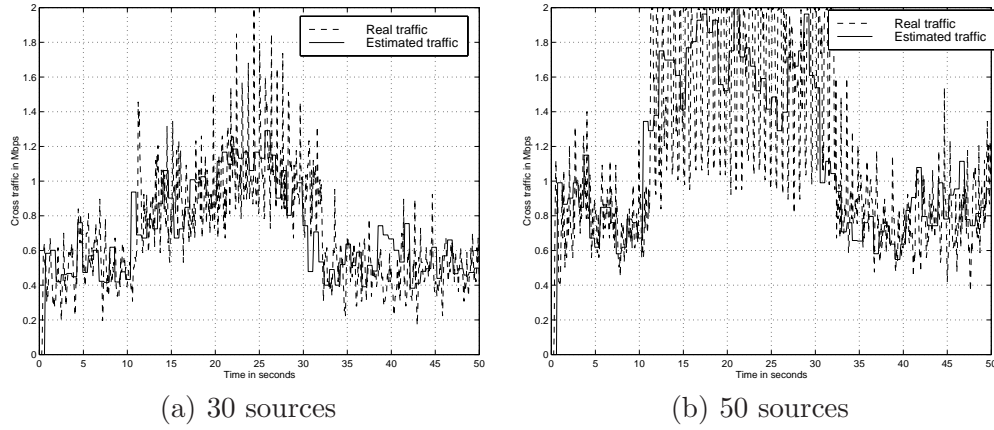 2
1.8
1.6
1.4
1.2
1
0.8
0.6
0.4
0.2
0
Cross traffic in Mbps
Real traffic
Estimated traffic
0 5 10 15 20 25 30 35 40 45 50
Time in seconds
(a) 30 sources
2
1.8
1.6
1.4
1.2
1
0.8
0.6
0.4
0.2
0
Cross traffic in Mbps
Real traffic
Estimated traffic
0 5 10 15 20 25 30 35 40 45 50
Time in seconds
(b) 50 sources